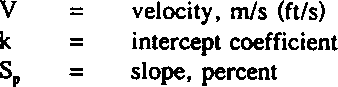 V = velocity, m/s (ft/s)
k = intercept coefficient
Sp = slope, percent